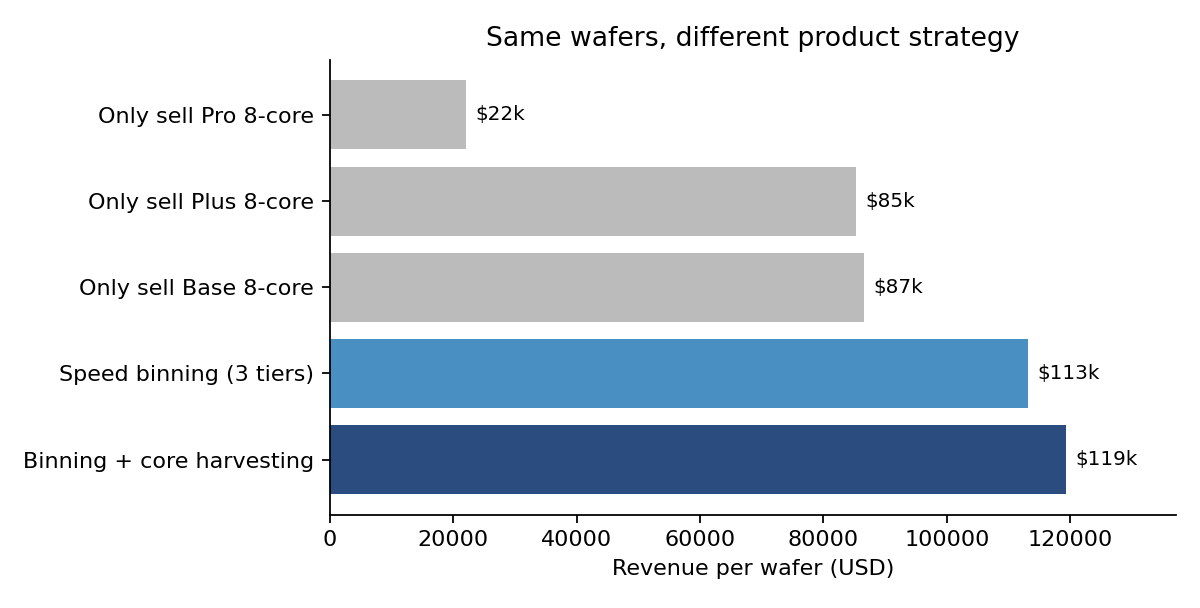 Same wafers, different product strategy
Only sell Pro 8-core
$22k
Only sell Plus 8-core
$85k
Only sell Base 8-core
$87k
Speed binning (3 tiers)
$113k
Binning + core harvesting
$119k
0 20000 40000 60000 80000 100000 120000
Revenue per wafer (USD)